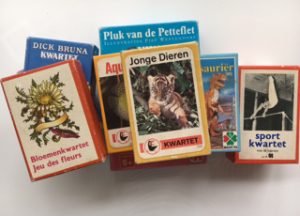 DICK BRUNA
KWARTET
Pluk van de Petteflet
Aqu
Jonge Dieren
KWARTET
saurier
Bloemenkwartet
Jeu des fleurs
sport
kwartet